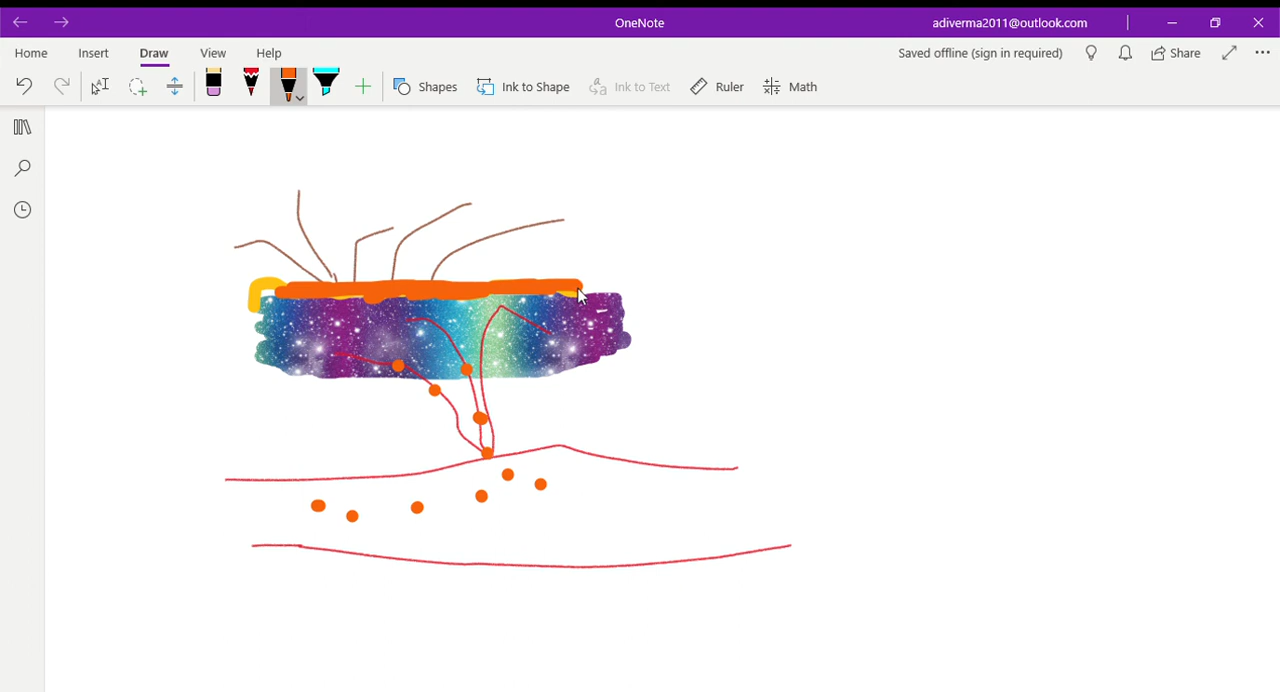 OneNote
adiverma2011@outlook.com
Home Insert Draw View Help
Saved offline (sign in required) Share
Shapes Ink to Shape Ink to Text Ruler Math